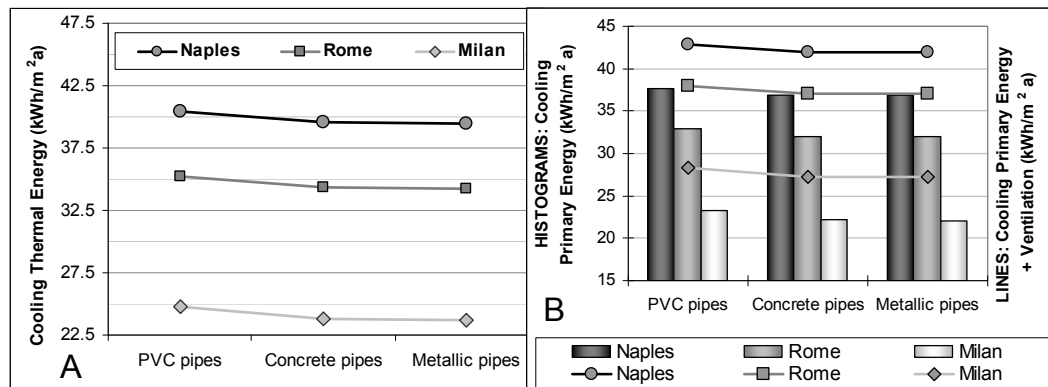 Cooling Thermal Energy (kWh/m²a)
47.5
42.5
37.5
32.5
27.5
22.5
Naples Rome Milan
PVC pipes Concrete pipes Metallic pipes
A
HISTOGRAMS: Cooling
Primary Energy (kWh/m² a)
45
40
35
30
25
20
15
PVC pipes Concrete pipes Metallic pipes
B
LINES: Cooling Primary Energy
+ Ventilation (kWh/m² a)
Naples Rome Milan
Naples Rome Milan